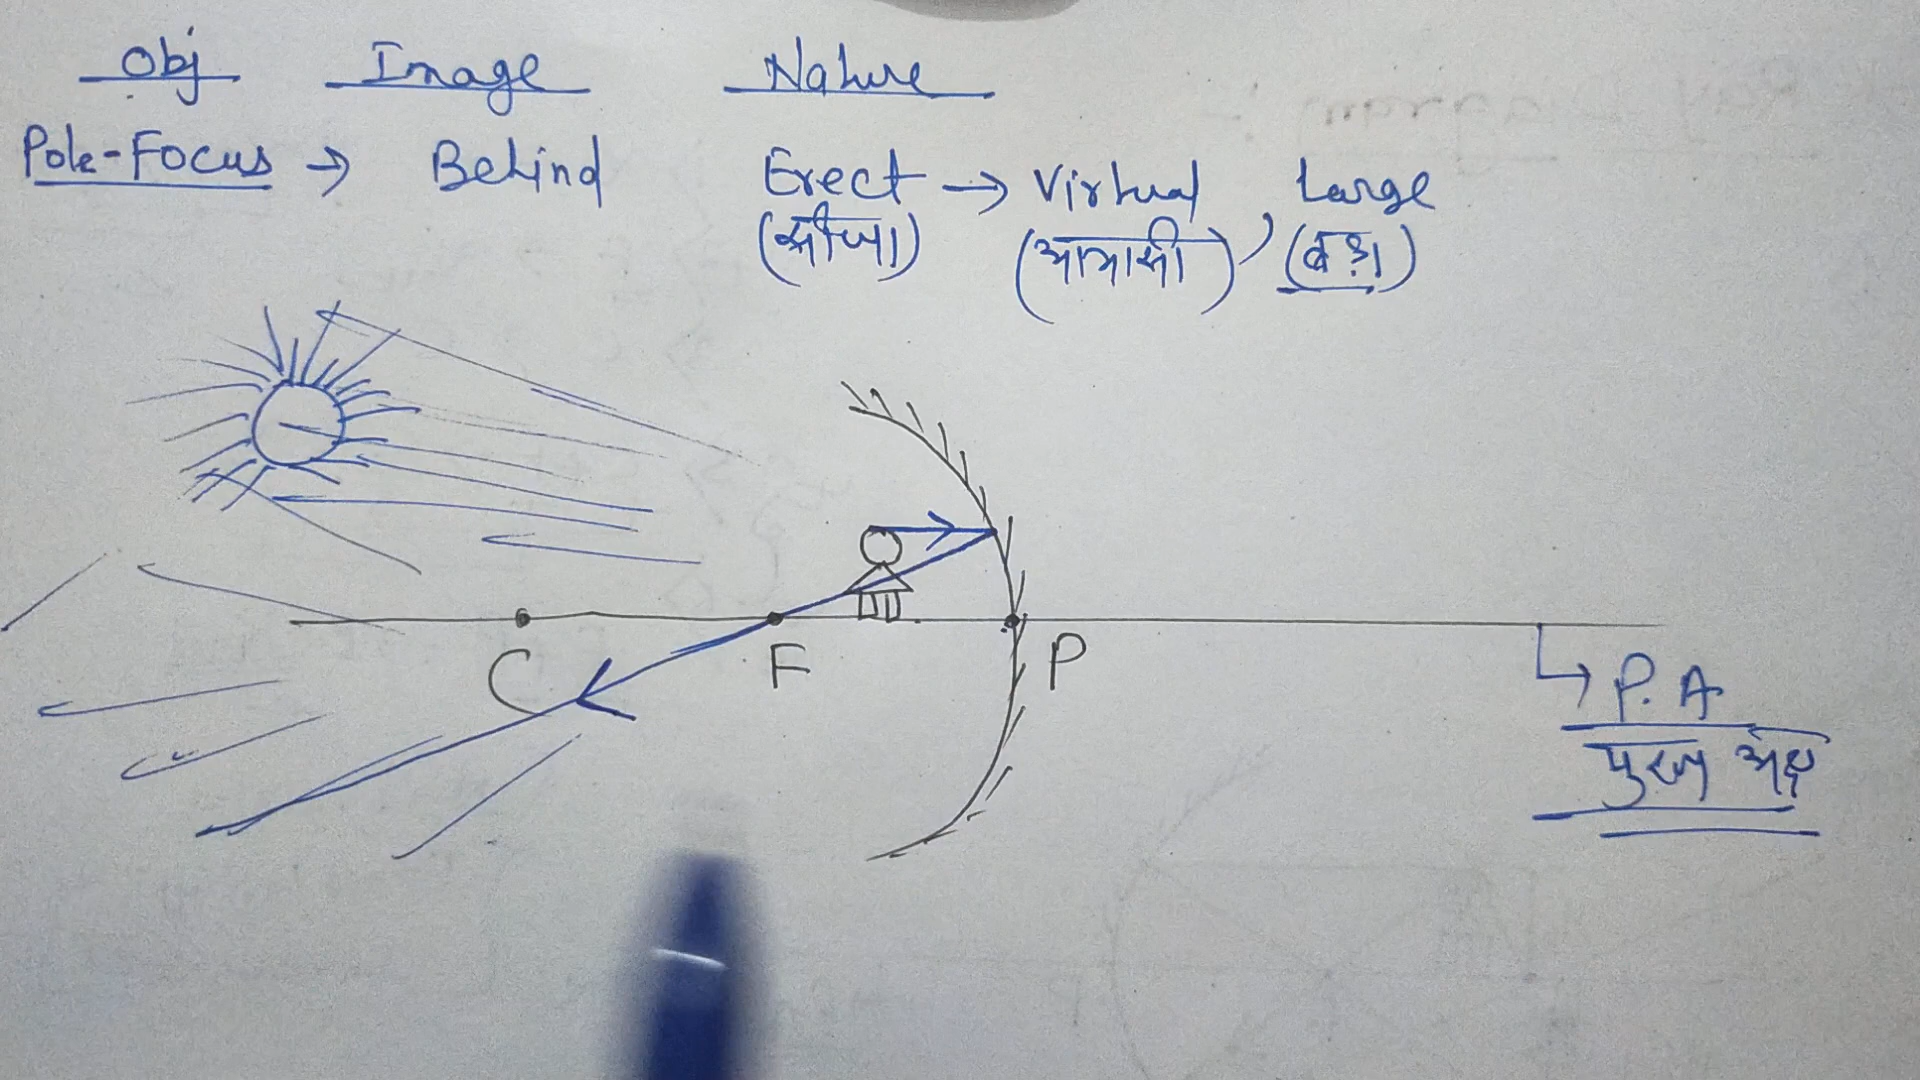 Obj Image Nature
Pole-Focus → Behind Erect → Virtual, Large
(सीधा) (आभासी) (बड़ा)
C F P
P.A
मुख्य अक्ष